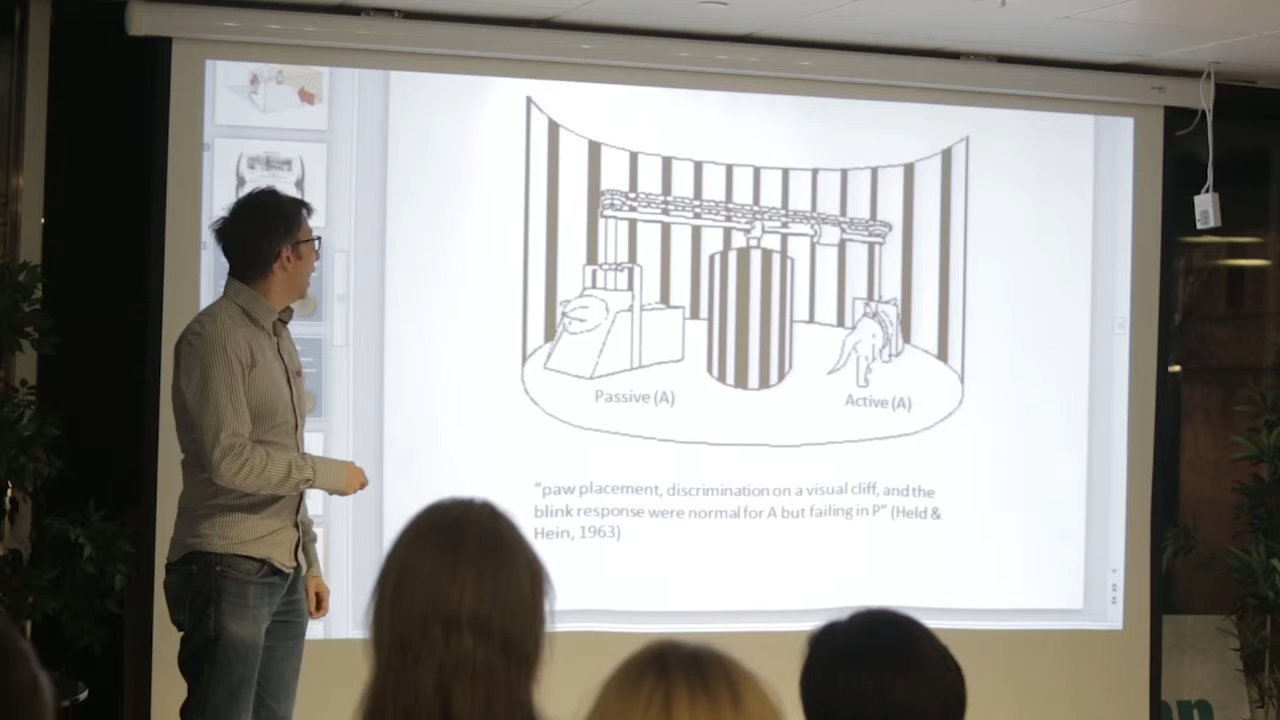 Passive (A)
Active (A)
“paw placement, discrimination on a visual cliff, and the
blink response were normal for A but failing in P” (Held &
Hein, 1963)